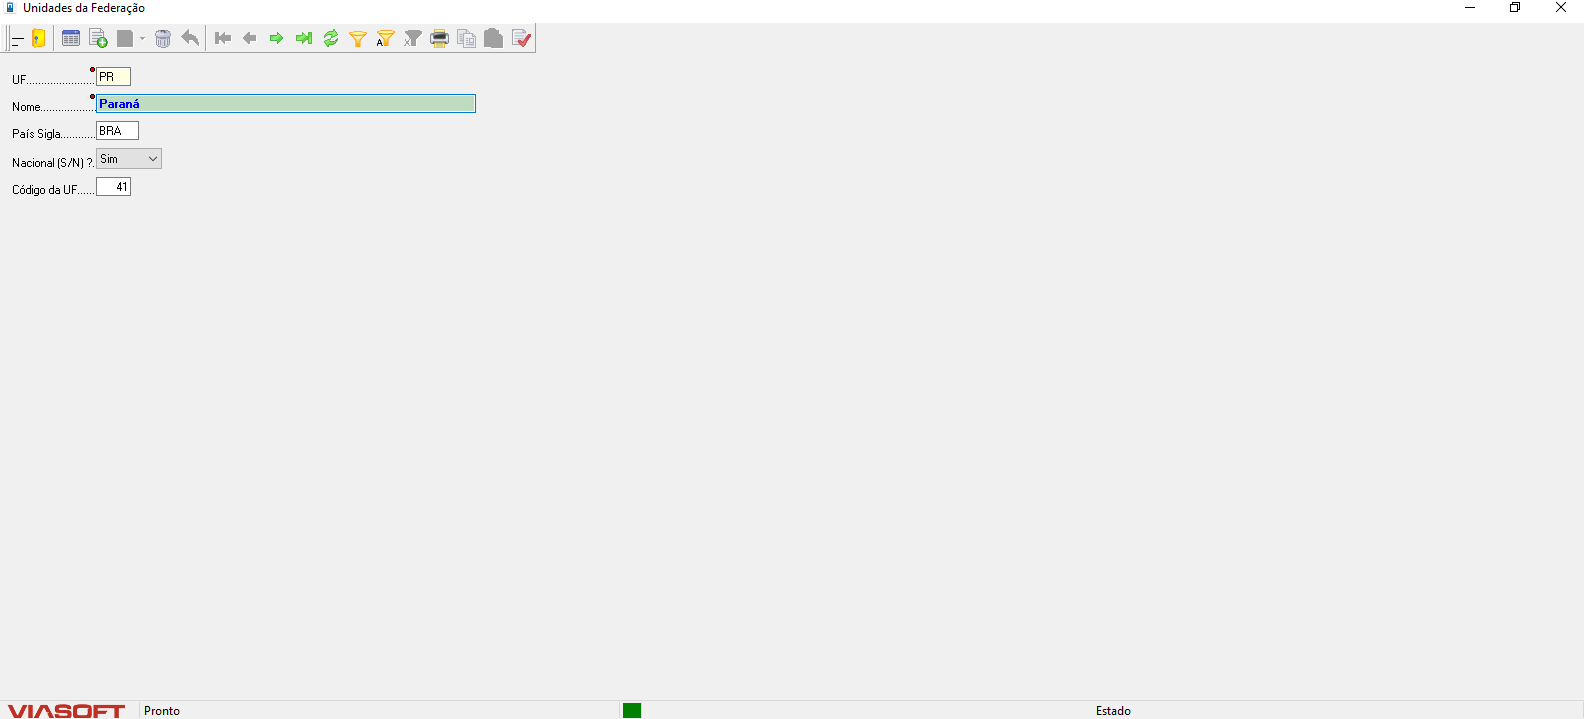 Unidades da Federação
A
UF....................... PR
Nome................... Paraná
País Sigla............ BRA
Nacional (S/N) ?. Sim
Código da UF...... 41
VIASOFT Pronto Estado